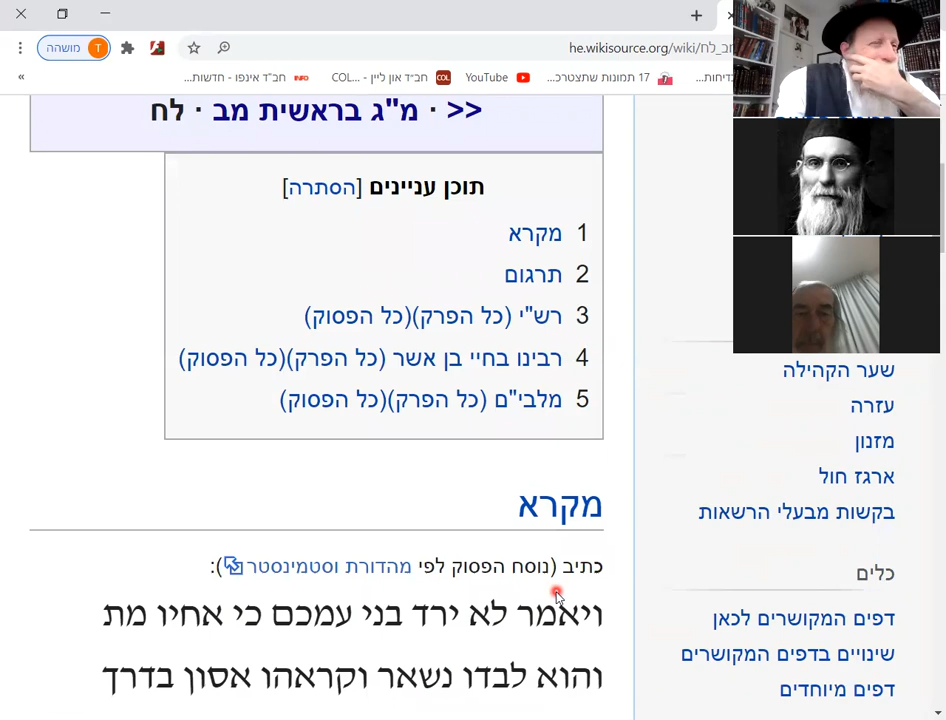 מושהה
he.wikisource.org/wiki/חב_לח
17 תמונות שתצטרכ...
YouTube
COL
חב״ד און ליין - COL...
חב״ד אינפו - חדשות...
»
<< · מ"ג בראשית מב · לח
תוכן עניינים [הסתרה]
1 מקרא
2 תרגום
3 רש"י (כל הפרק)(כל הפסוק)
4 רבינו בחיי בן אשר (כל הפרק)(כל הפסוק)
5 מלבי"ם (כל הפרק)(כל הפסוק)
מקרא
כתיב (נוסח הפסוק לפי מהדורת וסטמינסטר):
ויאמר לא ירד בני עמכם כי אחיו מת
והוא לבדו נשאר וקראהו אסון בדרך
שער הקהילה
עזרה
מזנון
ארגז חול
בקשות מבעלי הרשאות
כלים
דפים המקושרים לכאן
שינויים בדפים המקושרים
דפים מיוחדים